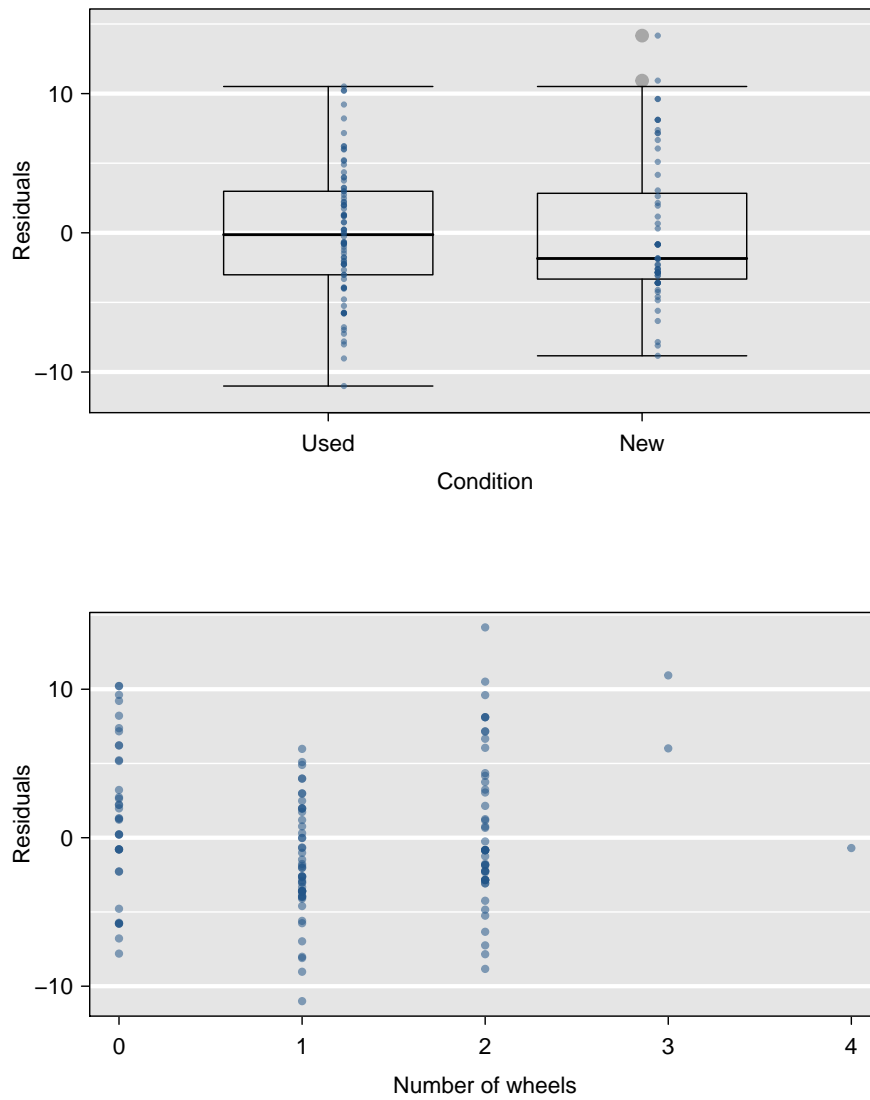 10
0
−10
Residuals
Used New
Condition
10
0
−10
Residuals
0 1 2 3 4
Number of wheels